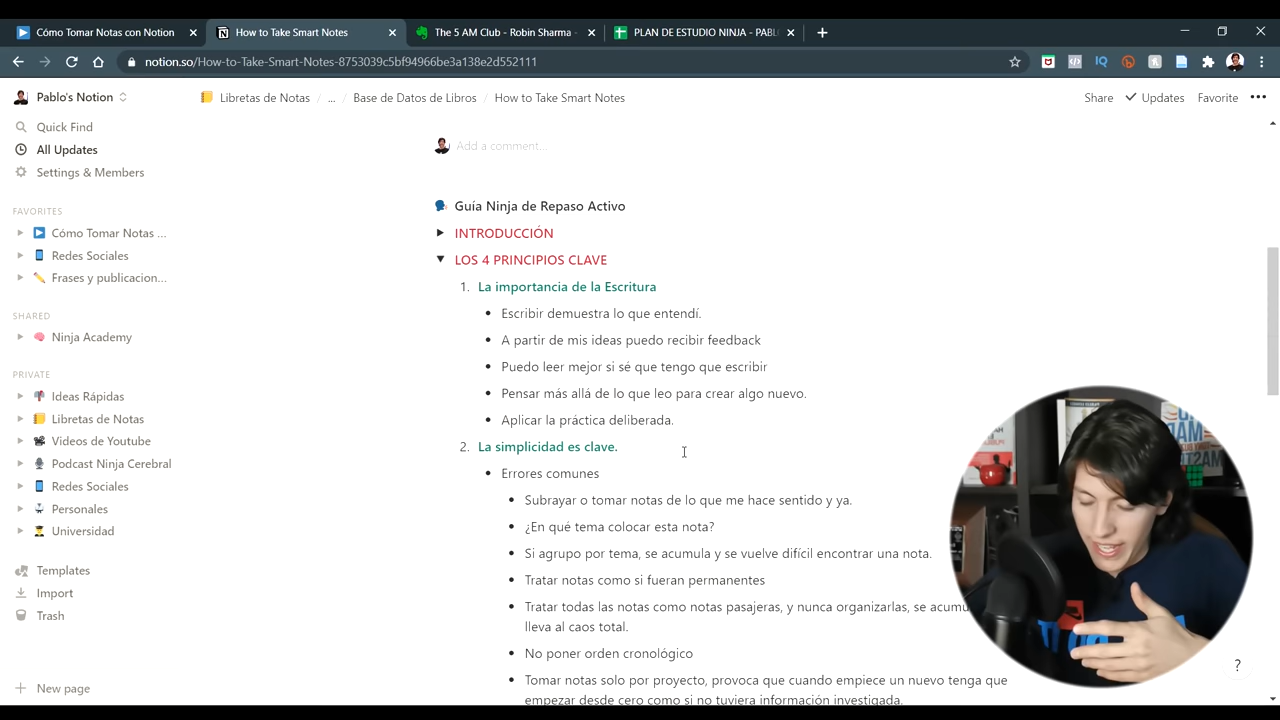 Cómo Tomar Notas con Notion
How to Take Smart Notes
The 5 AM Club - Robin Sharma -
PLAN DE ESTUDIO NINJA - PABL
notion.so/How-to-Take-Smart-Notes-8753039c5bf94966be3a138e2d552111
Pablo's Notion
Libretas de Notas / ... / Base de Datos de Libros / How to Take Smart Notes
Share
Updates
Favorite
Quick Find
All Updates
Settings & Members
FAVORITES
Cómo Tomar Notas ...
Redes Sociales
Frases y publicacion...
SHARED
Ninja Academy
PRIVATE
Ideas Rápidas
Libretas de Notas
Videos de Youtube
Podcast Ninja Cerebral
Redes Sociales
Personales
Universidad
Templates
Import
Trash
New page
Add a comment...
Guía Ninja de Repaso Activo
INTRODUCCIÓN
LOS 4 PRINCIPIOS CLAVE
1. La importancia de la Escritura
Escribir demuestra lo que entendí.
A partir de mis ideas puedo recibir feedback
Puedo leer mejor si sé que tengo que escribir
Pensar más allá de lo que leo para crear algo nuevo.
Aplicar la práctica deliberada.
2. La simplicidad es clave.
Errores comunes
Subrayar o tomar notas de lo que me hace sentido y ya.
¿En qué tema colocar esta nota?
Si agrupo por tema, se acumula y se vuelve difícil encontrar una nota.
Tratar notas como si fueran permanentes
Tratar todas las notas como notas pasajeras, y nunca organizarlas, se acumu
lleva al caos total.
No poner orden cronológico
Tomar notas solo por proyecto, provoca que cuando empiece un nuevo tenga que
empezar desde cero como si no tuviera información investigada.
?